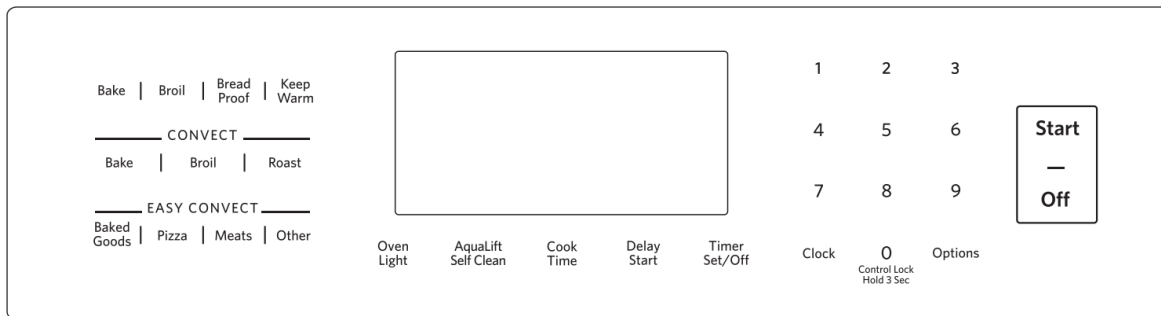 Bake Broil Bread Proof Keep Warm
CONVECT
Bake Broil Roast
EASY CONVECT
Baked Goods Pizza Meats Other
Oven Light AquaLift Self Clean Cook Time Delay Start Timer Set/Off
1 2 3
4 5 6
7 8 9
Clock 0 Options
Control Lock
Hold 3 Sec
Start
—
Off